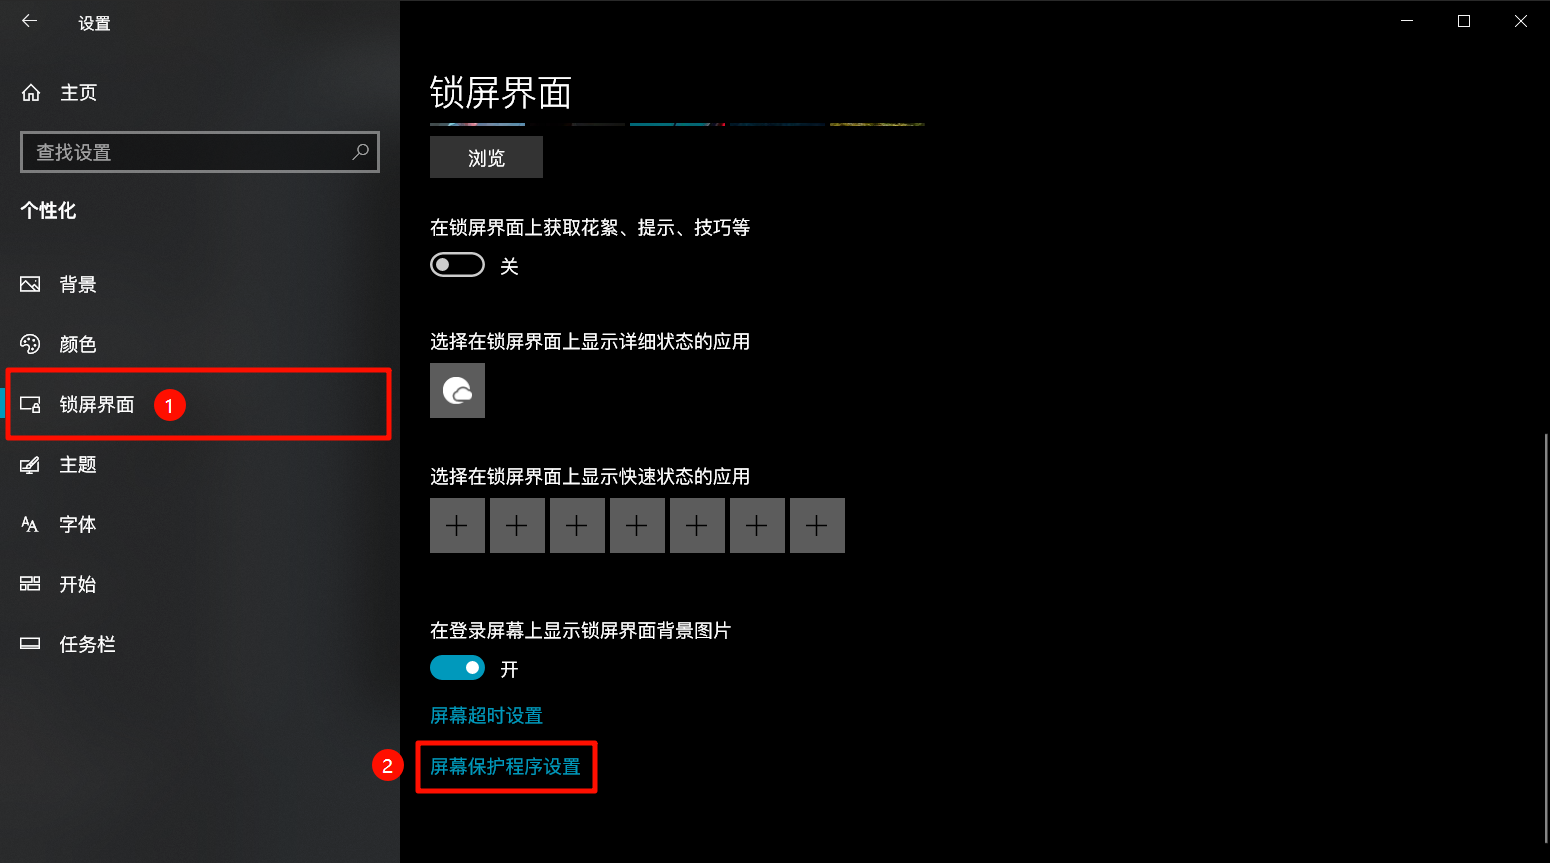 设置
主页
查找设置
个性化
背景
颜色
锁屏界面 1
主题
字体
开始
任务栏
锁屏界面
浏览
在锁屏界面上获取花絮、提示、技巧等
关
选择在锁屏界面上显示详细状态的应用
选择在锁屏界面上显示快速状态的应用
在登录屏幕上显示锁屏界面背景图片
开
屏幕超时设置
2 屏幕保护程序设置